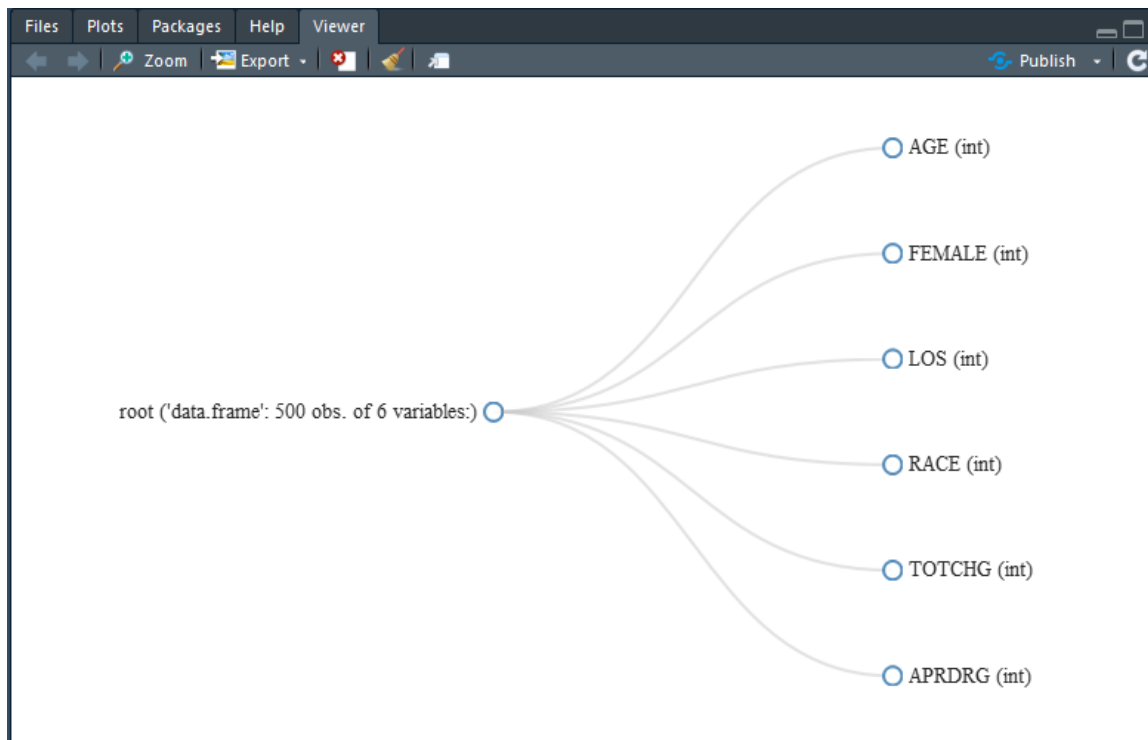 Files Plots Packages Help Viewer
Zoom Export Publish
AGE (int)
FEMALE (int)
LOS (int)
root ('data.frame': 500 obs. of 6 variables:)
RACE (int)
TOTCHG (int)
APRDRG (int)